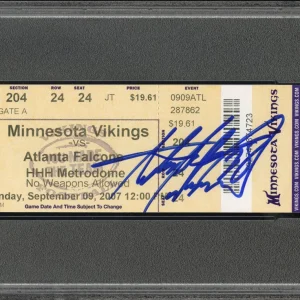 SECTION ROW SEAT PRICE EVENT
204 24 24 JT $19.61 0909ATL
GATE A
287862
$19.61
Minnesota Vikings
-VS-
Atlanta Falcons
HHH Metrodome
No Weapons Allowed
nday, September 09, 2007 12:00 P
Game Date And Time Subject To Change
MINNESOTA VIKINGS
VIKINGS.COM